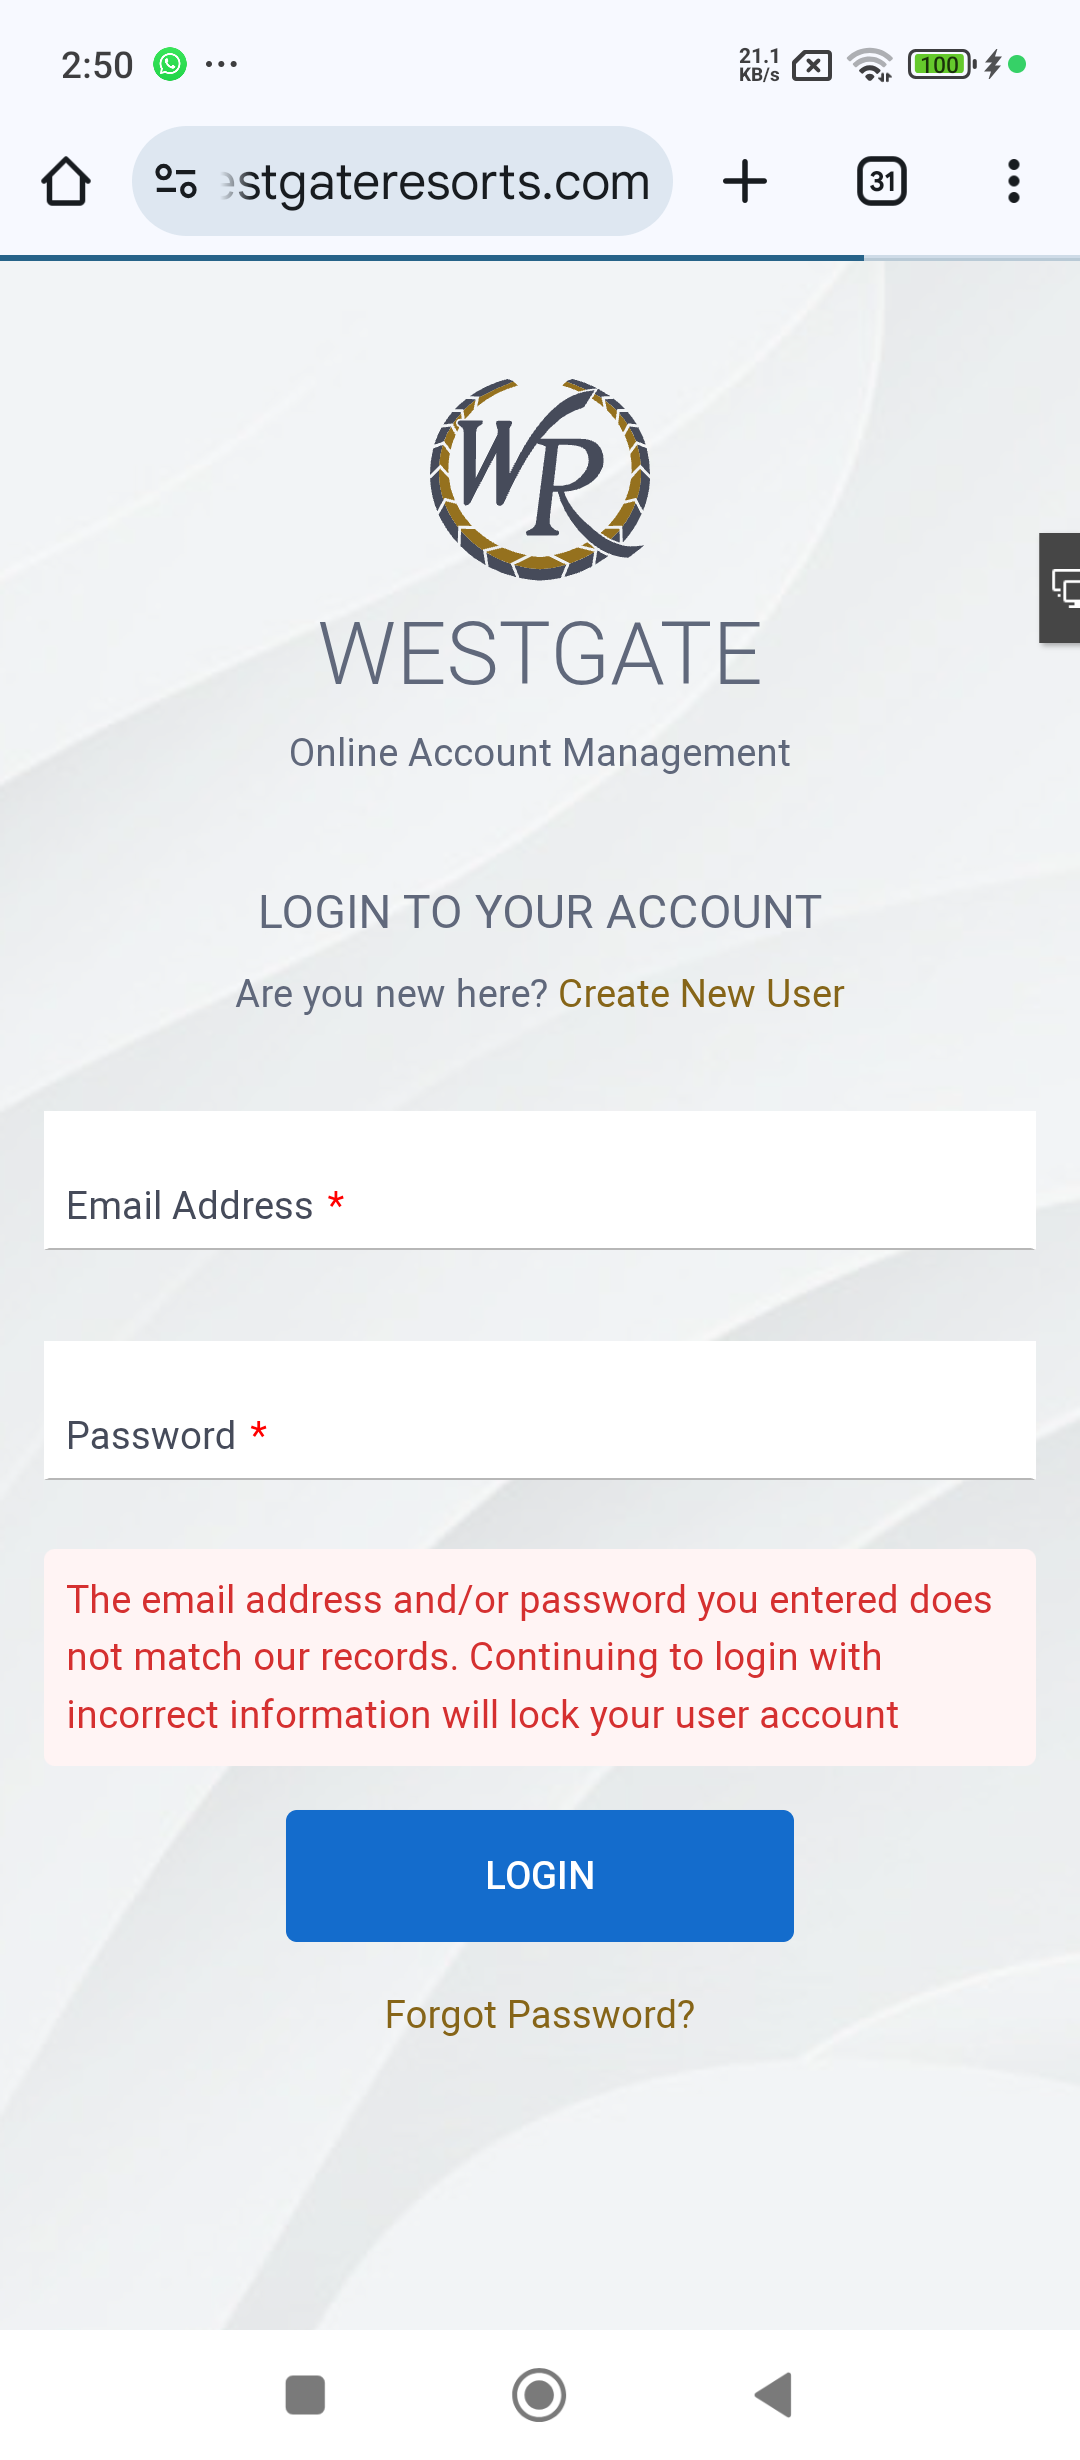 2:50
21.1
KB/s
100
estgateresorts.com
31
WR
WESTGATE
Online Account Management
LOGIN TO YOUR ACCOUNT
Are you new here? Create New User
Email Address *
Password *
The email address and/or password you entered does
not match our records. Continuing to login with
incorrect information will lock your user account
LOGIN
Forgot Password?